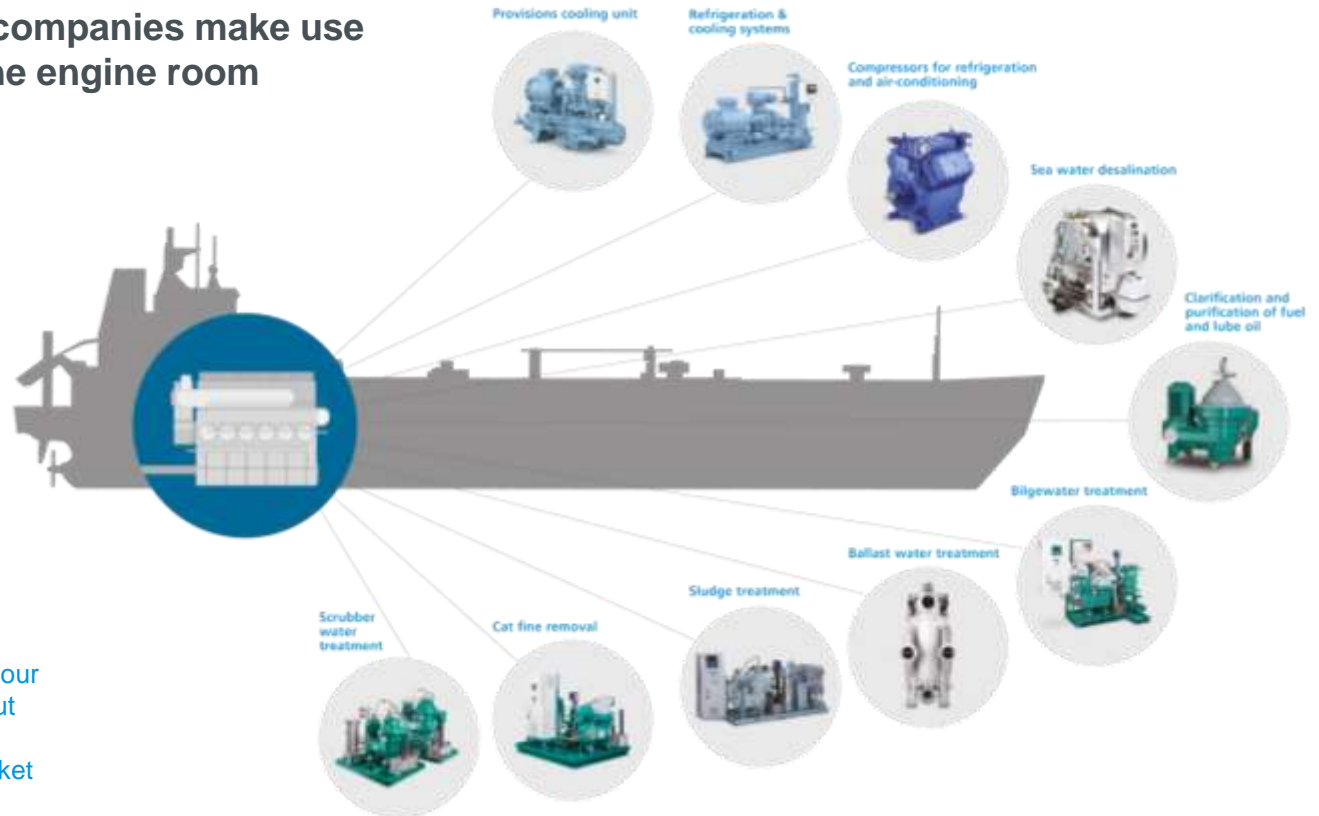 companies make use
ne engine room
Provisions cooling unit
Refrigeration &
cooling systems
Compressors for refrigeration
and air-conditioning
Sea water desalination
Clarification and
purification of fuel
and lube oil
Bilgewater treatment
Ballast water treatment
Sludge treatment
Cat fine removal
Scrubber
water
treatment
our
ut
ket